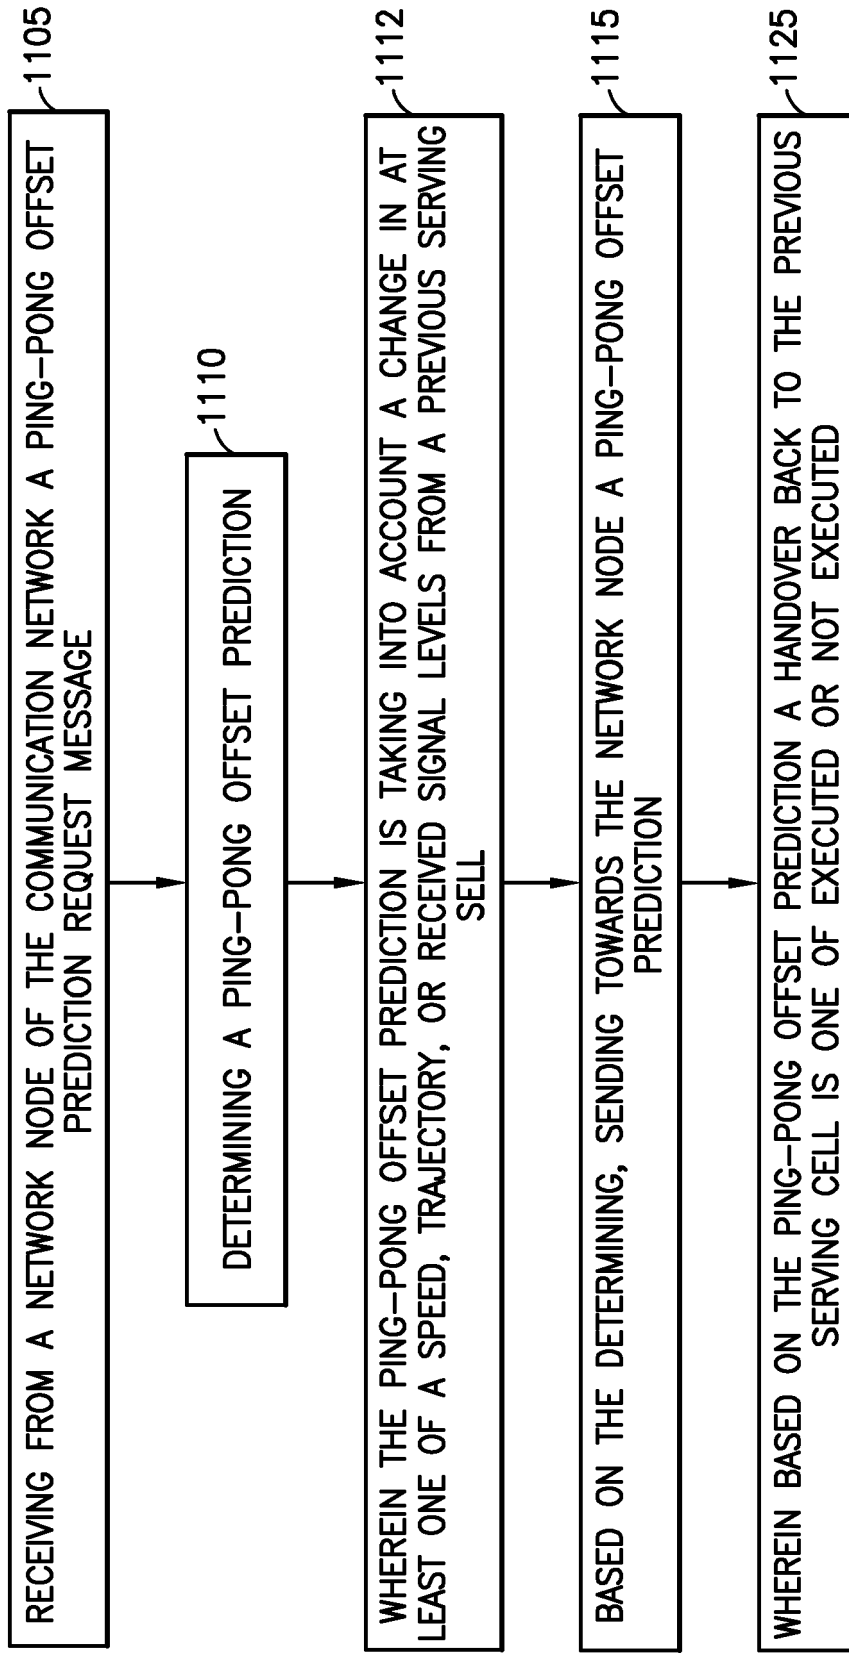 RECEIVING FROM A NETWORK NODE OF THE COMMUNICATION NETWORK A PING-PONG OFFSET
PREDICTION REQUEST MESSAGE
1105
DETERMINING A PING-PONG OFFSET PREDICTION
1110
WHEREIN THE PING-PONG OFFSET PREDICTION IS TAKING INTO ACCOUNT A CHANGE IN AT
LEAST ONE OF A SPEED, TRAJECTORY, OR RECEIVED SIGNAL LEVELS FROM A PREVIOUS SERVING
SELL
1112
BASED ON THE DETERMINING, SENDING TOWARDS THE NETWORK NODE A PING-PONG OFFSET
PREDICTION
1115
WHEREIN BASED ON THE PING-PONG OFFSET PREDICTION A HANDOVER BACK TO THE PREVIOUS
SERVING CELL IS ONE OF EXECUTED OR NOT EXECUTED
1125